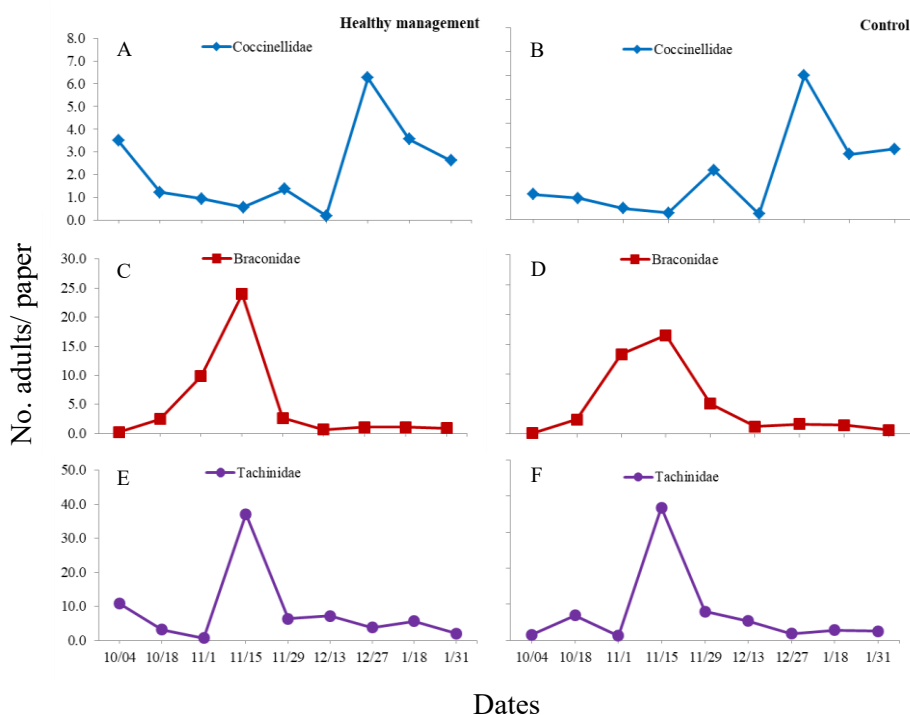 Healthy management
Control
A
Coccinellidae
B
Coccinellidae
8.0
7.0
6.0
5.0
4.0
3.0
2.0
1.0
0.0
C
Braconidae
D
Braconidae
30.0
25.0
20.0
15.0
10.0
5.0
0.0
E
Tachinidae
F
Tachinidae
50.0
40.0
30.0
20.0
10.0
0.0
No. adults/ paper
10/04 10/18 11/1 11/15 11/29 12/13 12/27 1/18 1/31
10/04 10/18 11/1 11/15 11/29 12/13 12/27 1/18 1/31
Dates